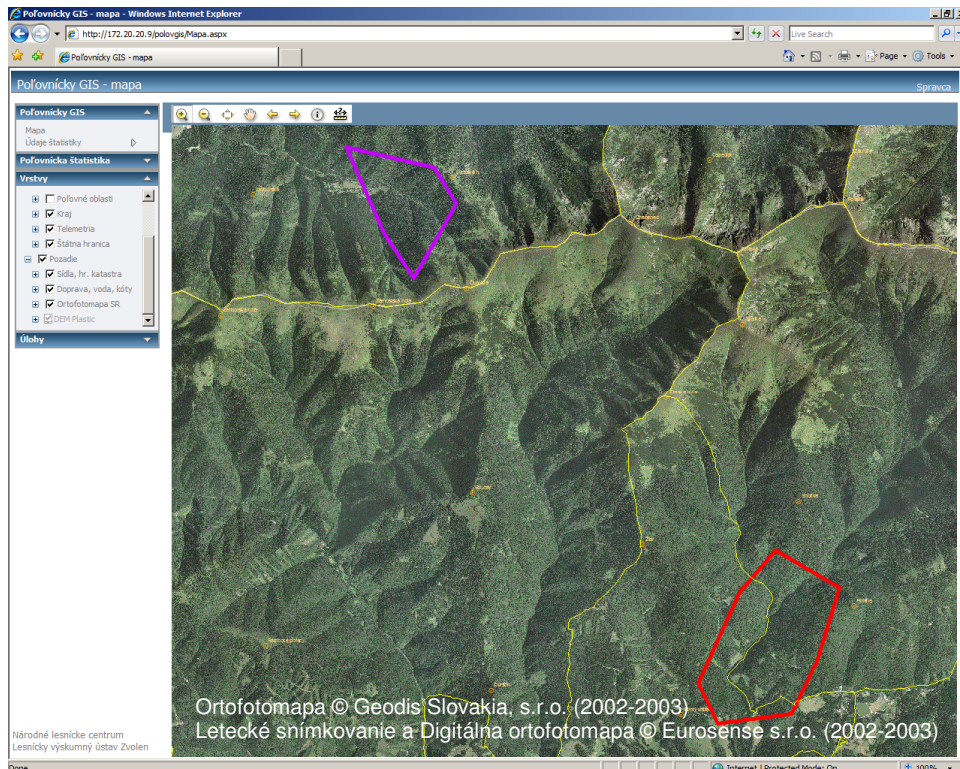 Poľovnícky GIS - mapa - Windows Internet Explorer
http://172.20.20.9/polovgis/Mapa.aspx
Live Search
Poľovnícky GIS - mapa
Page
Tools
Poľovnícky GIS - mapa
Spravca
Poľovnícky GIS
Mapa
Údaje štatistiky
Poľovnícka štatistika
Vrstvy
Poľovné oblasti
Kraj
Telemetria
Štátna hranica
Pozadie
Sídla, hr. katastra
Doprava, voda, kóty
Ortofotomapa SR
DEM Plastic
Úlohy
Ortofotomapa © Geodis Slovakia, s.r.o. (2002-2003)
Letecké snímkovanie a Digitálna ortofotomapa © Eurosense s.r.o. (2002-2003)
Národné lesnícke centrum
Lesnícky výskumný ústav Zvolen
Done
Internet | Protected Mode: On
100%